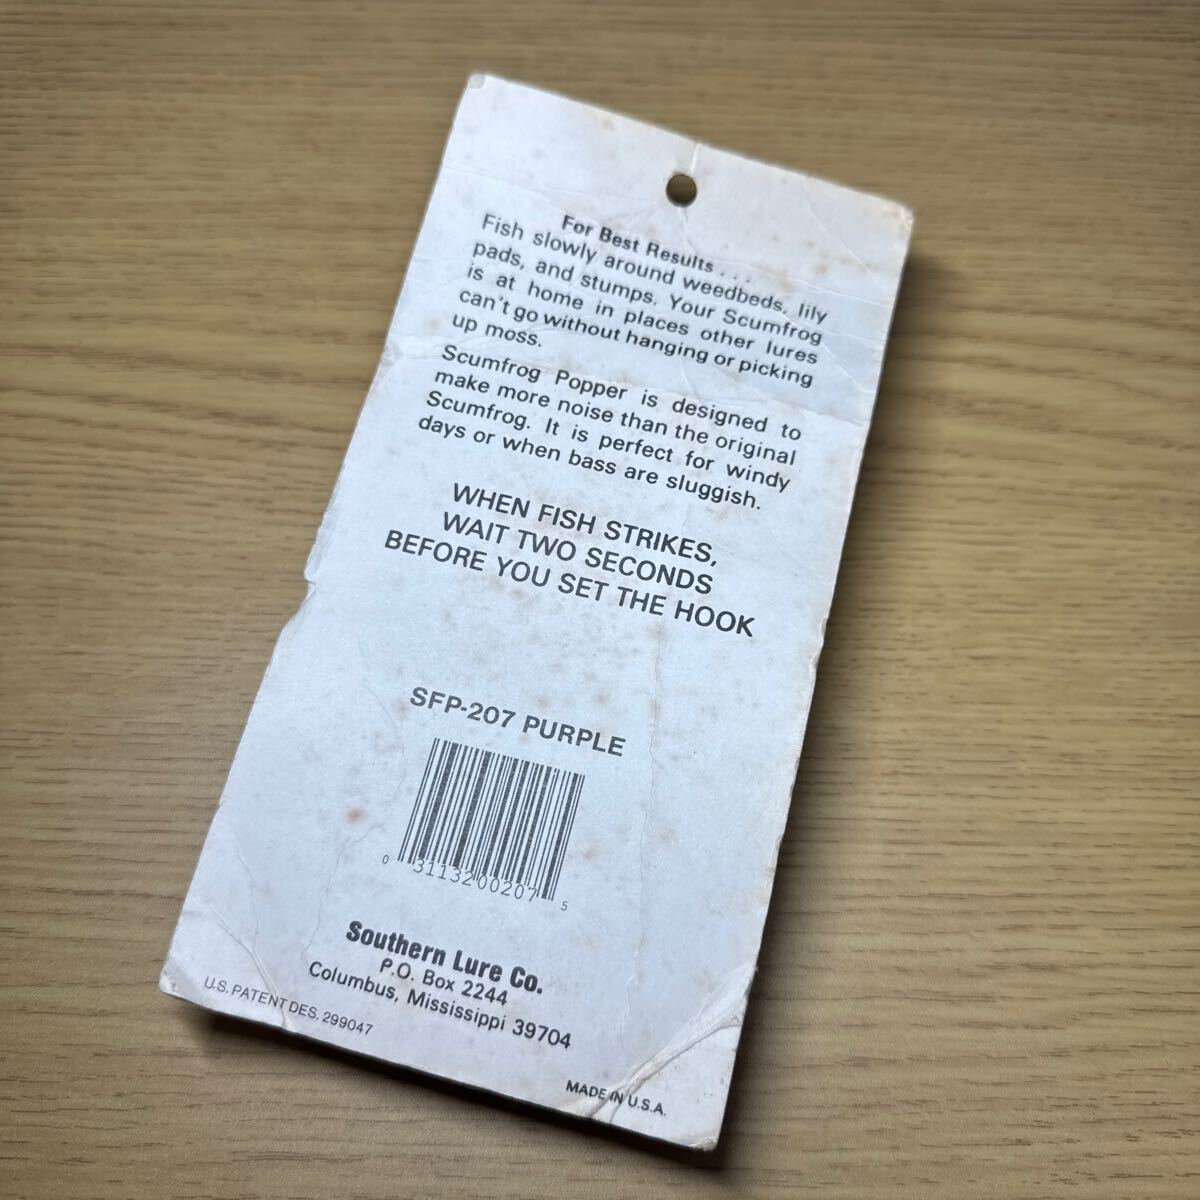 For Best Results . . .
Fish slowly around weedbeds, lily
pads, and stumps. Your Scumfrog
is at home in places other lures
can't go without hanging or picking
up moss.
Scumfrog Popper is designed to
make more noise than the original
Scumfrog. It is perfect for windy
days or when bass are sluggish.
WHEN FISH STRIKES,
WAIT TWO SECONDS
BEFORE YOU SET THE HOOK
SFP-207 PURPLE
0 3113200207 5
Southern Lure Co.
P.O. Box 2244
Columbus, Mississippi 39704
U.S. PATENT DES. 299047
MADE IN U.S.A.